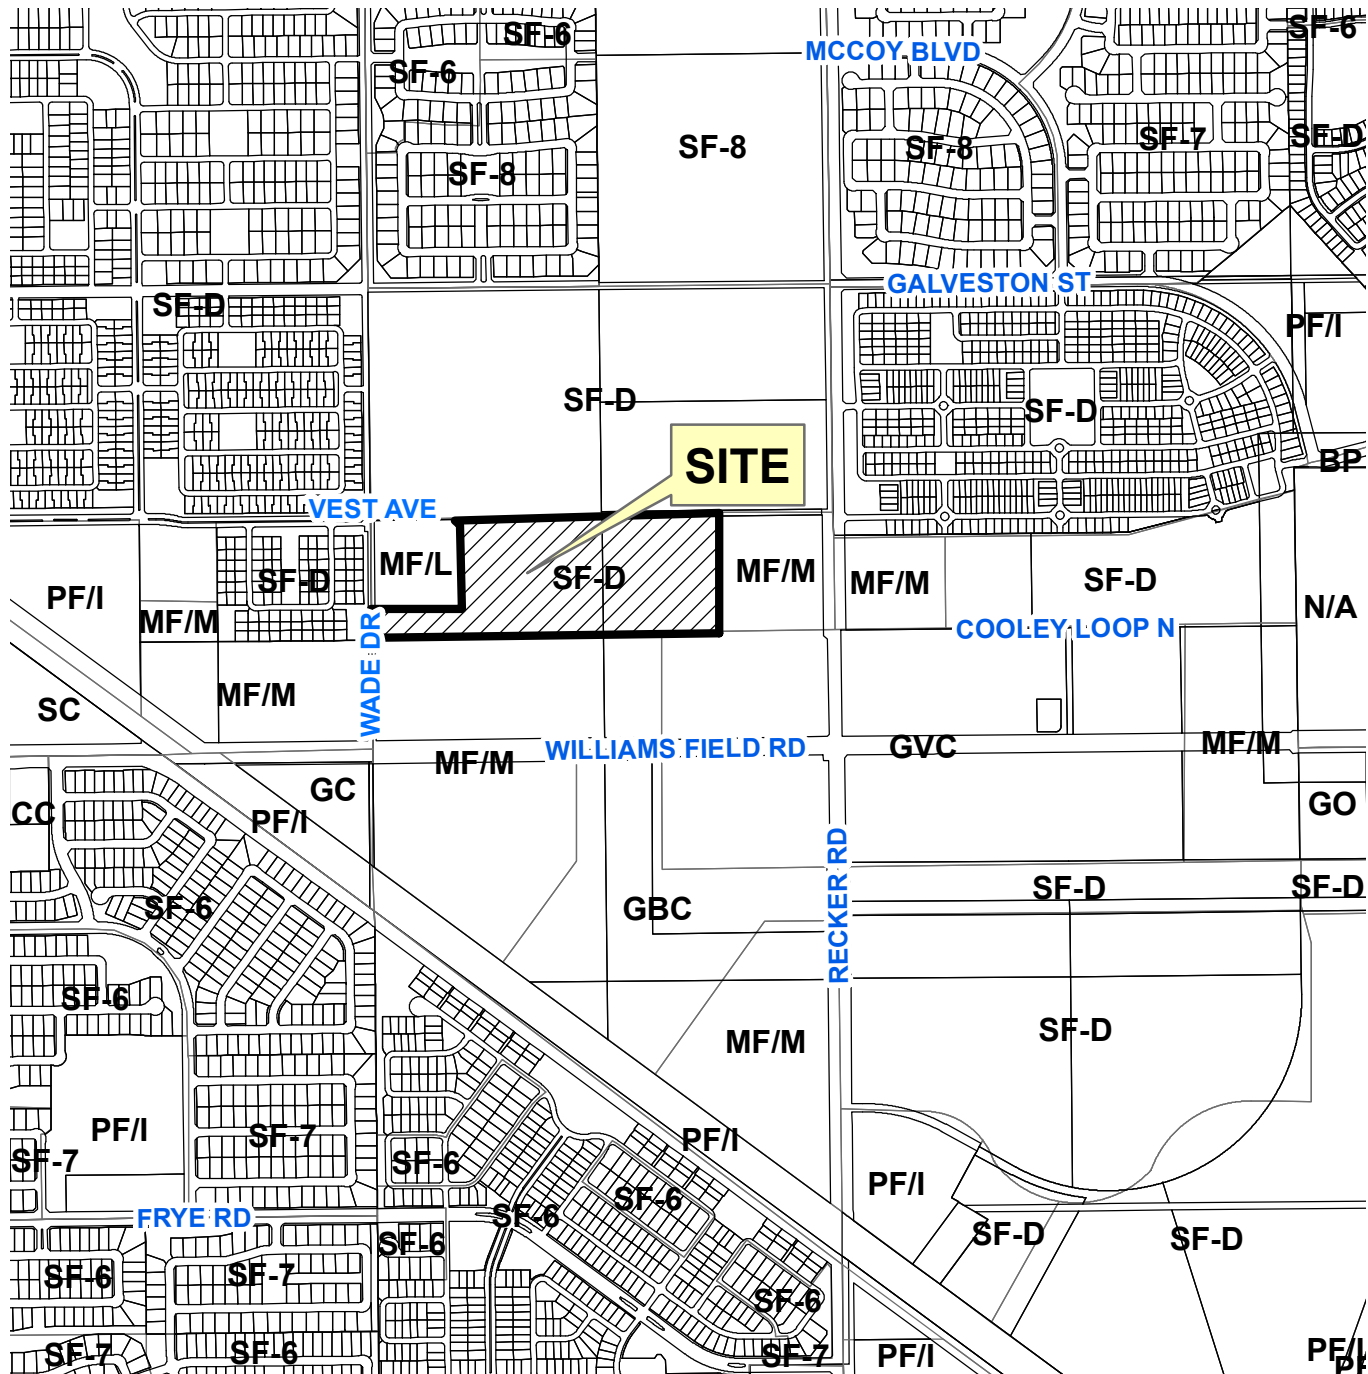 SF-6
SF-6
MCCOY BLVD
SF-6
SF-8
SF-8
SF-8
SF-7
SF-D
GALVESTON ST
SF-D
PF/I
SF-D
SF-D
SITE
BP
VEST AVE
MF/L
SF-D
SF-D
MF/M
MF/M
SF-D
PF/I
MF/M
N/A
COOLEY LOOP N
WADE DR
MF/M
SC
MF/M
WILLIAMS FIELD RD
GVC
MF/M
GC
PF/I
CC
GO
RECKER RD
SF-6
GBC
SF-D
SF-D
SF-6
MF/M
SF-D
PF/I
SF-7
SF-7
SF-6
PF/I
PF/I
SF-6
FRYE RD
SF-6
SF-6
SF-D
SF-D
SF-6
SF-7
SF-6
SF-7
SF-6
SF-7
PF/I
PF/I